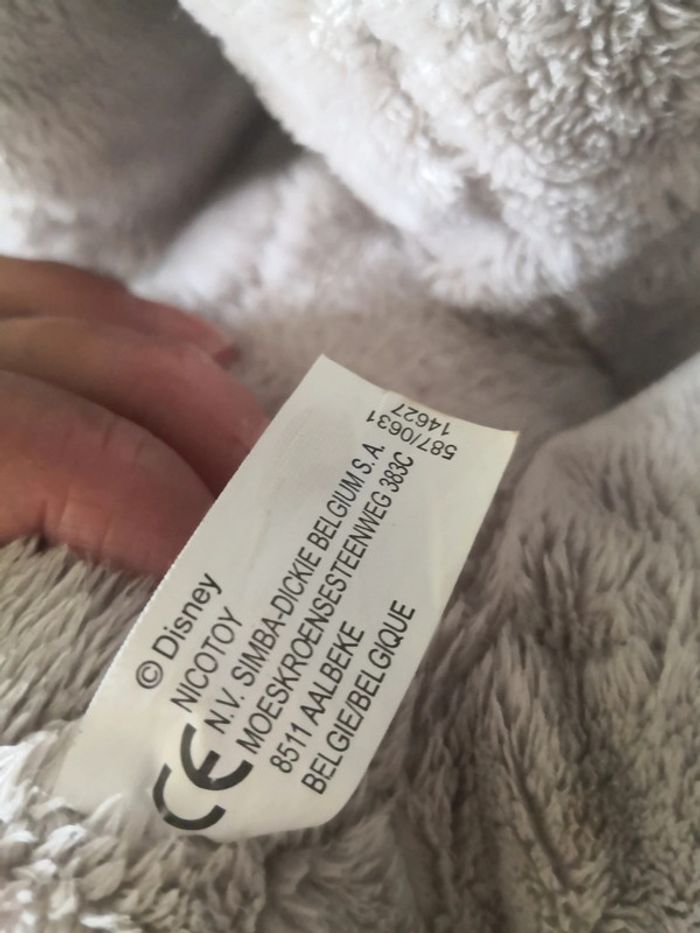 © Disney
NICOTOY
N.V. SIMBA-DICKIE BELGIUM S.A.
MOESKROENSESTEENWEG 383C
8511 AALBEKE
BELGIE/BELGIQUE
CE
587/0631
14627